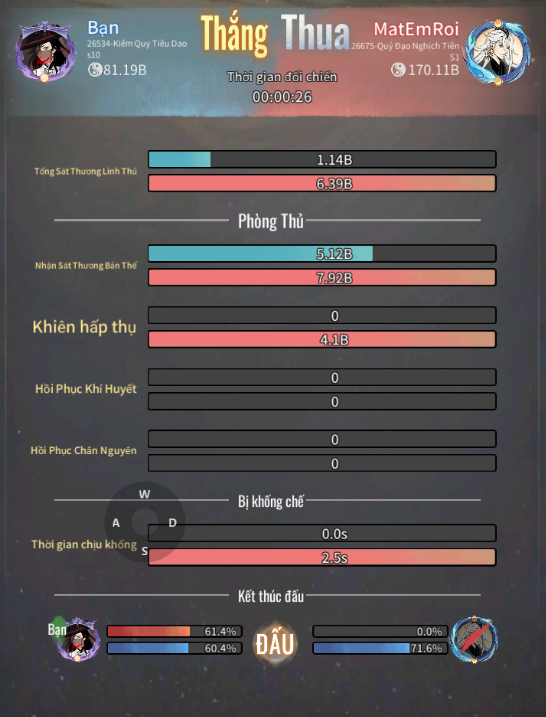 Bạn
26534-Kiếm Quy Tiêu Dao
s10
81.19B
Thắng Thua
MatEmRoi
26675-Quỷ Đạo Nghịch Tiên
S1
170.11B
Thời gian đối chiến
00:00:26
Tổng Sát Thương Linh Thú
1.14B
6.39B
Phòng Thủ
Nhận Sát Thương Bản Thể
5.12B
7.92B
Khiên hấp thụ
0
4.1B
Hồi Phục Khí Huyết
0
0
Hồi Phục Chân Nguyên
0
0
Bị khống chế
W
A
D
S
Thời gian chịu khống
0.0s
2.5s
Kết thúc đấu
Bạn
61.4%
60.4%
ĐẤU
0.0%
71.6%